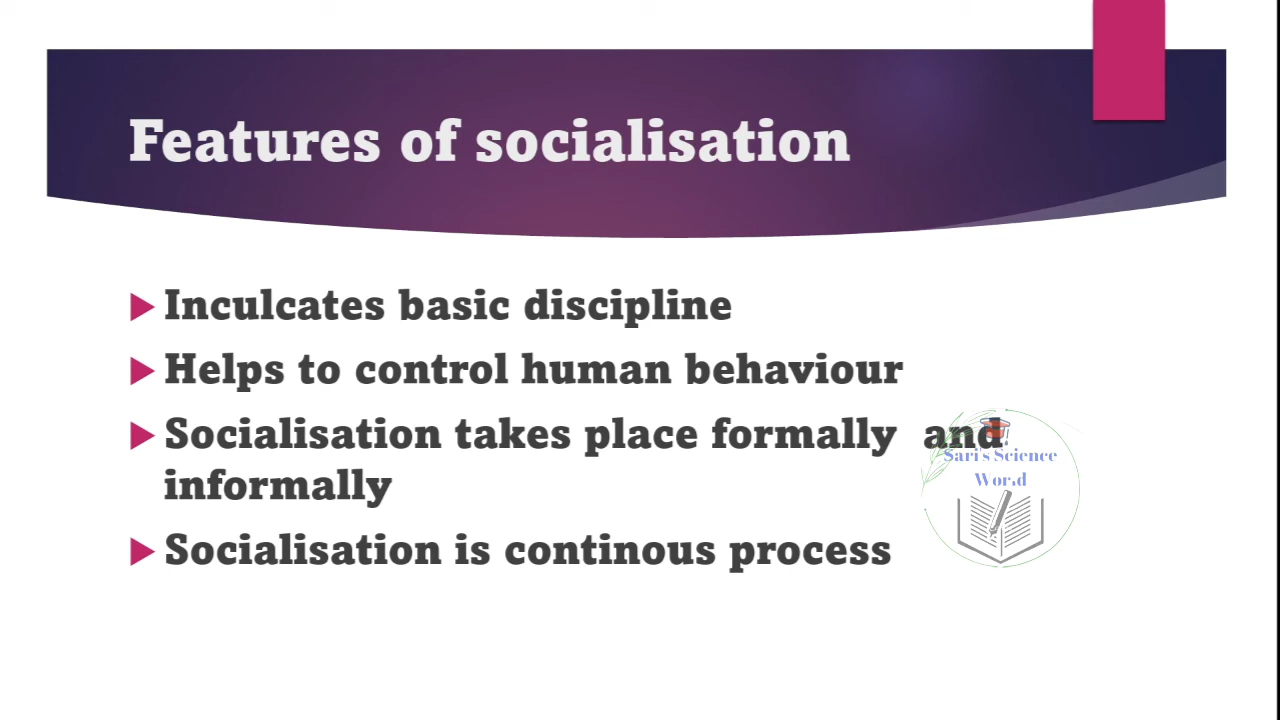 Features of socialisation
Inculcates basic discipline
Helps to control human behaviour
Socialisation takes place formally and
informally
Socialisation is continous process
Sari's Science
World